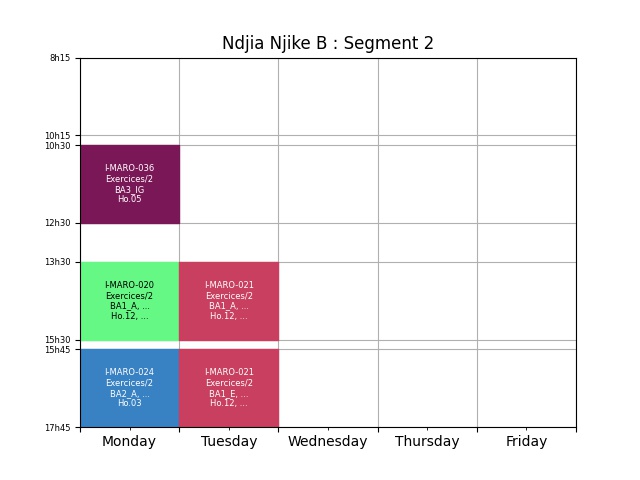 Ndjia Njike B : Segment 2
8h15
10h15
10h30
I-MARO-036
Exercices/2
BA3_IG
Ho.05
12h30
13h30
I-MARO-020
Exercices/2
BA1_A, ...
Ho.12, ...
I-MARO-021
Exercices/2
BA1_A, ...
Ho.12, ...
15h30
15h45
I-MARO-024
Exercices/2
BA2_A, ...
Ho.03
I-MARO-021
Exercices/2
BA1_E, ...
Ho.12, ...
17h45
Monday Tuesday Wednesday Thursday Friday